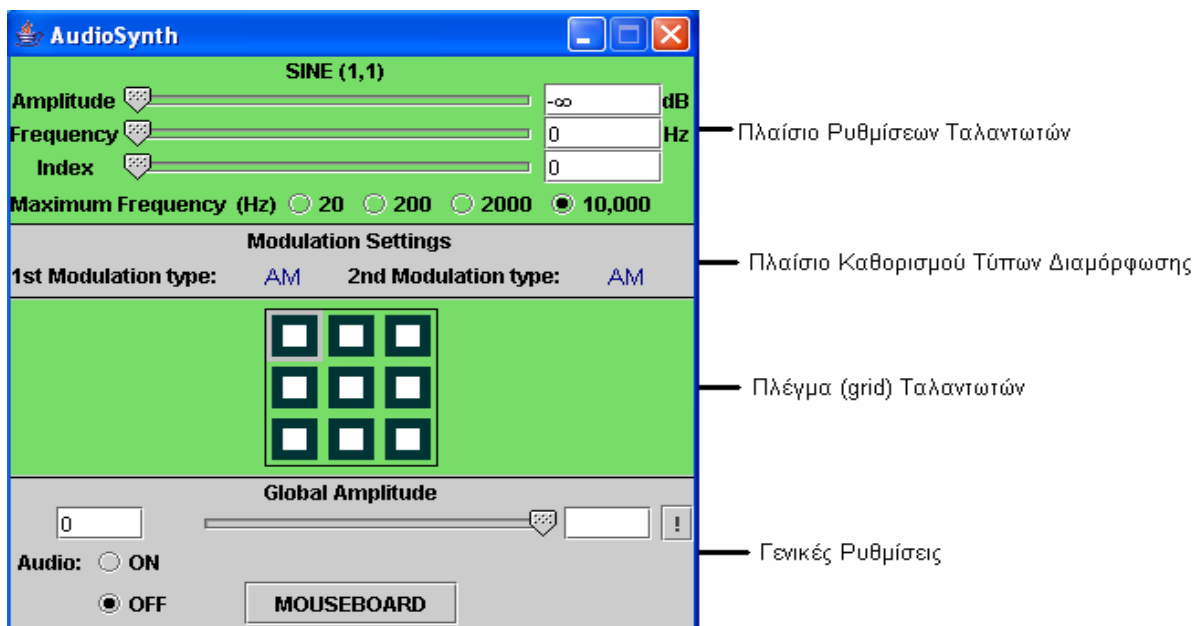 AudioSynth
SINE (1,1)
Amplitude -∞ dB
Frequency 0 Hz
Πλαίσιο Ρυθμίσεων Ταλαντωτών
Index 0
Maximum Frequency (Hz) 20 200 2000 10,000
Modulation Settings
1st Modulation type: AM 2nd Modulation type: AM
Πλαίσιο Καθορισμού Τύπων Διαμόρφωσης
Πλέγμα (grid) Ταλαντωτών
Global Amplitude
0 !
Audio: ON
Γενικές Ρυθμίσεις
OFF MOUSEBOARD